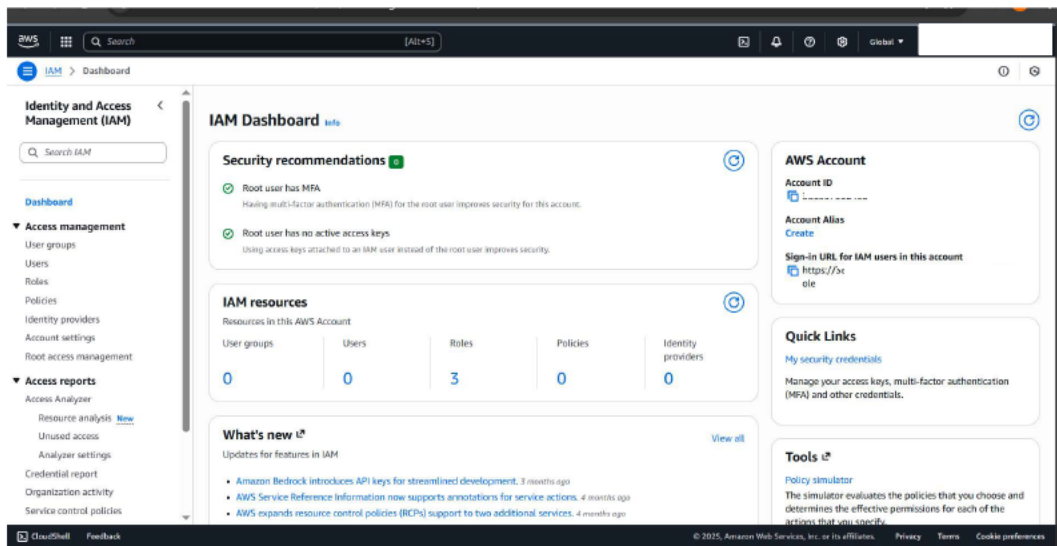 aws
Search
[Alt+S]
Global
IAM > Dashboard
Identity and Access
Management (IAM)
Search IAM
Dashboard
Access management
User groups
Users
Roles
Policies
Identity providers
Account settings
Root access management
Access reports
Access Analyzer
Resource analysis New
Unused access
Analyzer settings
Credential report
Organization activity
Service control policies
IAM Dashboard Info
Security recommendations 0
Root user has MFA
Having multi-factor authentication (MFA) for the root user improves security for this account.
Root user has no active access keys
Using access keys attached to an IAM user instead of the root user improves security.
IAM resources
Resources in this AWS Account
User groups
Users
Roles
Policies
Identity
providers
0
0
3
0
0
What's new
View all
Updates for features in IAM
Amazon Bedrock introduces API keys for streamlined development. 3 months ago
AWS Service Reference Information now supports annotations for service actions. 4 months ago
AWS expands resource control policies (RCPs) support to two additional services. 4 months ago
AWS Account
Account ID
Account Alias
Create
Sign-in URL for IAM users in this account
https://
ole
Quick Links
My security credentials
Manage your access keys, multi-factor authentication
(MFA) and other credentials.
Tools
Policy simulator
The simulator evaluates the policies that you choose and
determines the effective permissions for each of the
actions that you specify.
CloudShell
Feedback
© 2025, Amazon Web Services, Inc. or its affiliates.
Privacy
Terms
Cookie preferences